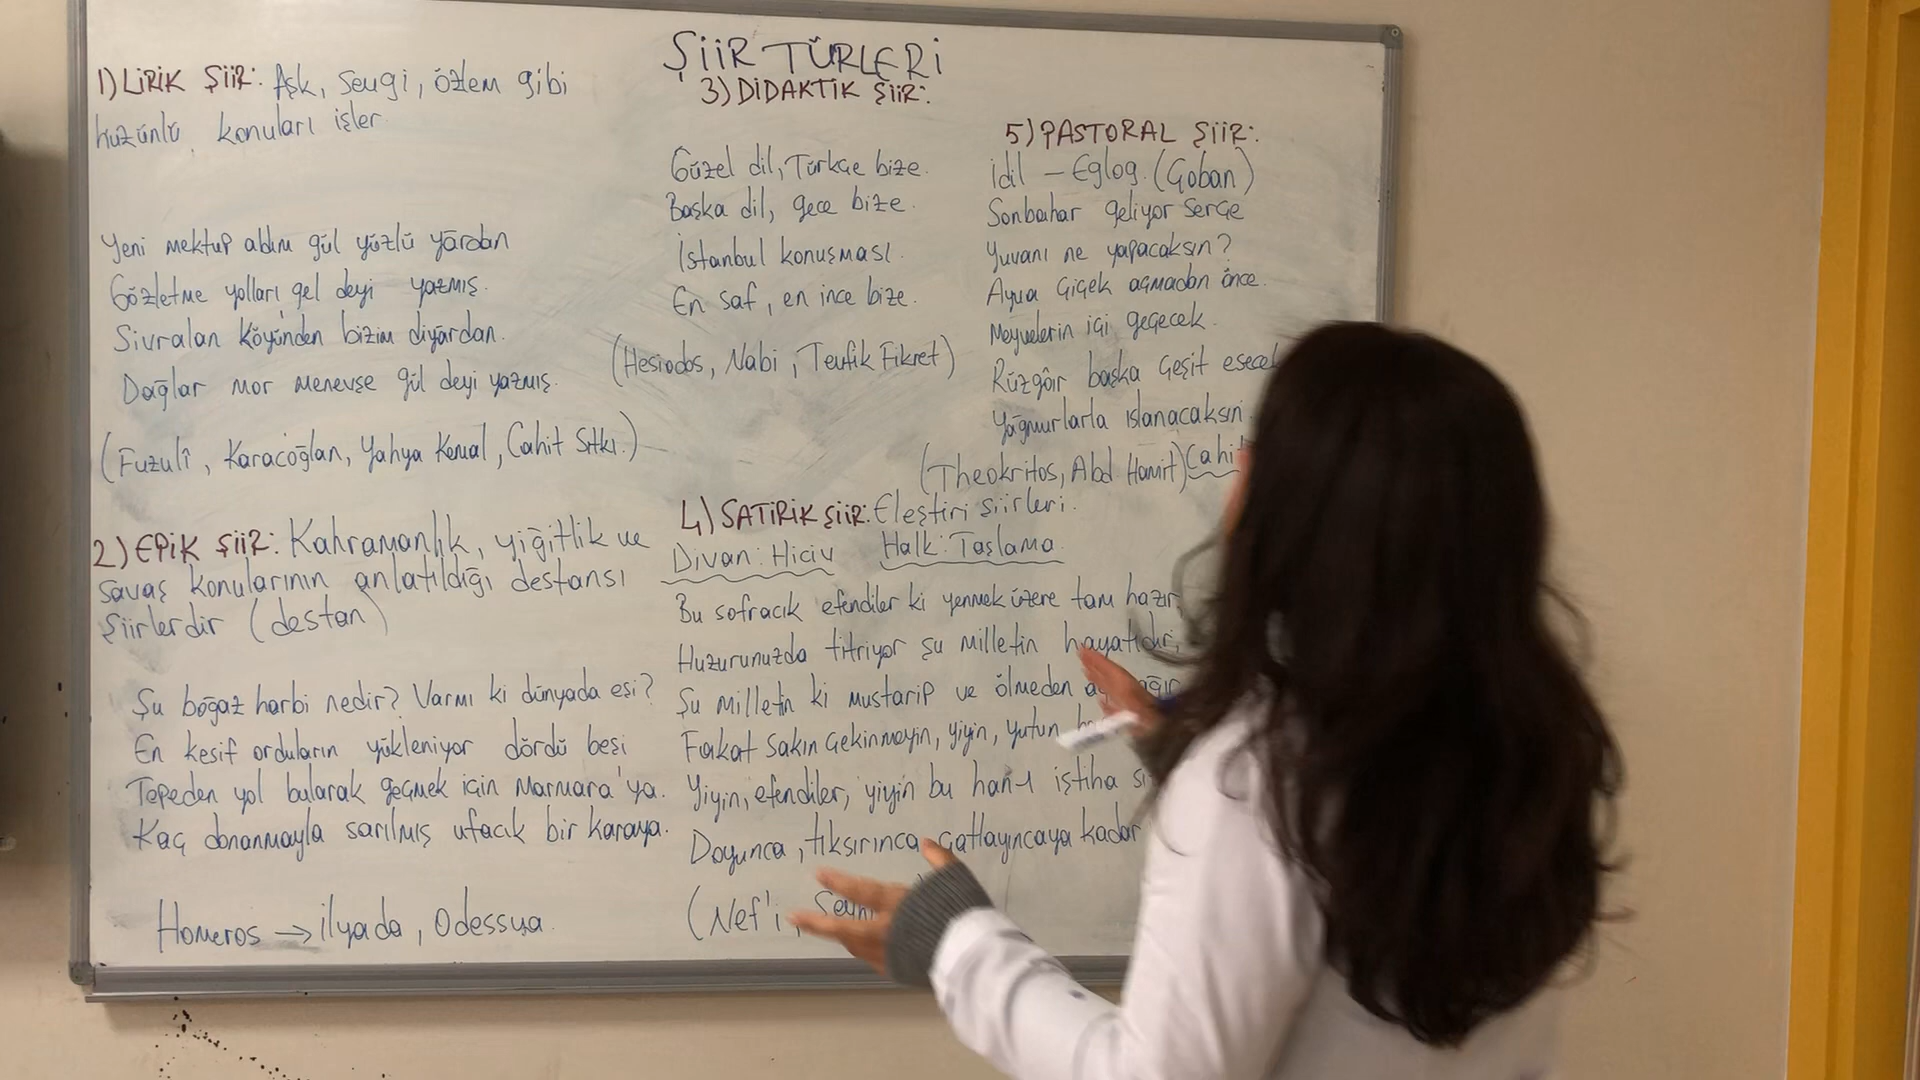 ŞİİR TÜRLERİ
1) LİRİK ŞİİR: Aşk, Sevgi, özlem gibi
hüzünlü konuları işler
Yeni mektup aldım gül yüzlü yârdan
Gözletme yolları gel deyi yazmış.
Sivralan Köyünden bizim diyârdan.
Dağlar mor menevşe gül deyi yazmış.
(Fuzulî, Karacoğlan, Yahya Kemal, Cahit Sıtkı.)
2) EPİK ŞİİR: Kahramanlık, yiğitlik ve
savaş konularının anlatıldığı destansı
şiirlerdir (destan)
Şu boğaz harbi nedir? Varmı ki dünyada eşi?
En kesif orduların yükleniyor dördü beşi
Tepeden yol bularak geçmek için Marmara'ya.
Kaç donanmayla sarılmış ufacık bir karaya.
Homeros → İlyada, Odessya
3) DİDAKTİK ŞİİR:
Güzel dil, Türkçe bize.
Başka dil, gece bize.
İstanbul konuşması.
En saf, en ince bize.
(Hesiodos, Nabi, Tevfik Fikret)
4) SATİRİK ŞİİR: Eleştiri şiirleri.
Divan: Hiciv Halk: Taşlama
Bu sofracık efendiler ki yenmek üzere tam hazır,
Huzurunuzda titriyor şu milletin hayatıdır;
Şu milletin ki mustarip ve ölmeden
Fakat sakın çekinmeyin, yiyin, yutun
Yiyin, efendiler, yiyin bu han-ı iştiha
Doyunca, tıksırınca çatlayıncaya kadar
(Nef'i,
5) PASTORAL ŞİİR:
İdil - Eglog. (Çoban)
Sonbahar geliyor Serçe
Yuvanı ne yapacaksın?
Ayva çiçek açmadan önce.
Meyvelerin içi geçecek.
Rüzgâr başka çeşit
Yağmurlarla ıslanacaksın
(Theokritos, Abd Hamit) Cahit